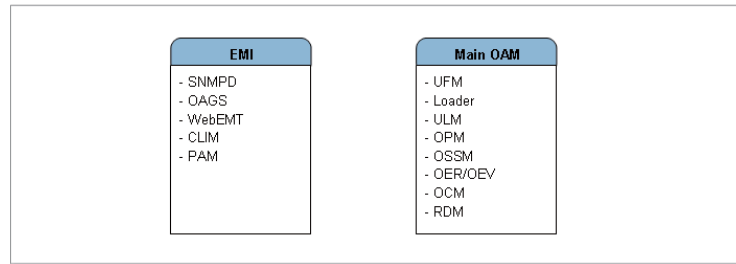 EMI
- SNMPD
- OAGS
- WebEMT
- CLIM
- PAM
Main OAM
- UFM
- Loader
- ULM
- OPM
- OSSM
- OER/OEV
- OCM
- RDM